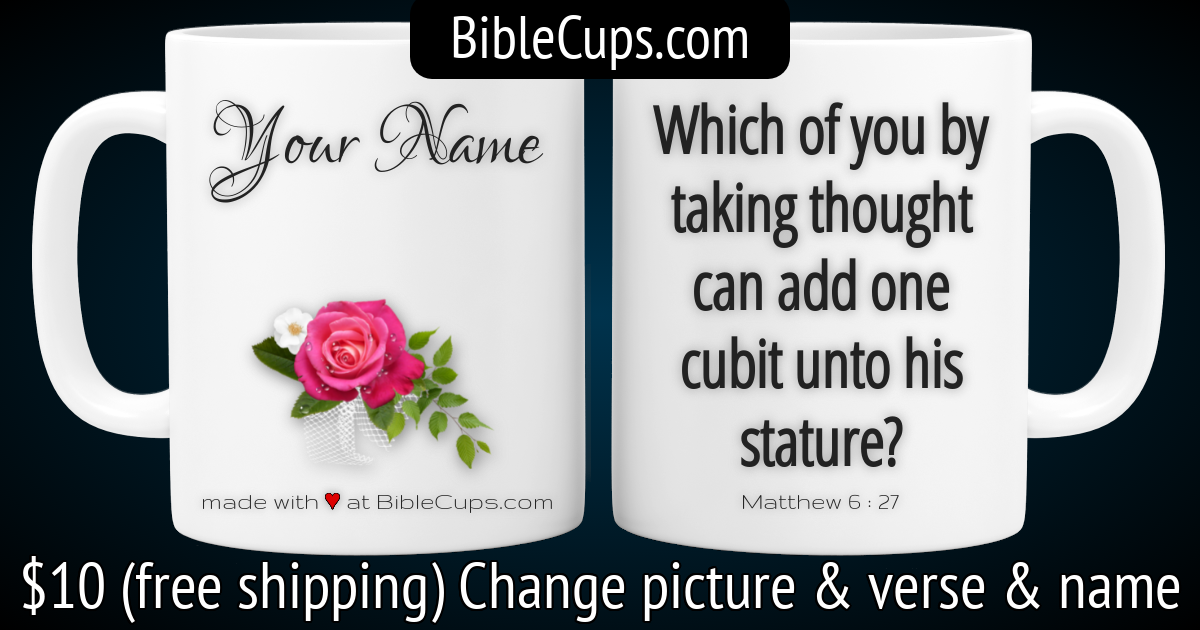 BibleCups.com
Your Name
made with ♥ at BibleCups.com
Which of you by
taking thought
can add one
cubit unto his
stature?
Matthew 6 : 27
$10 (free shipping) Change picture & verse & name